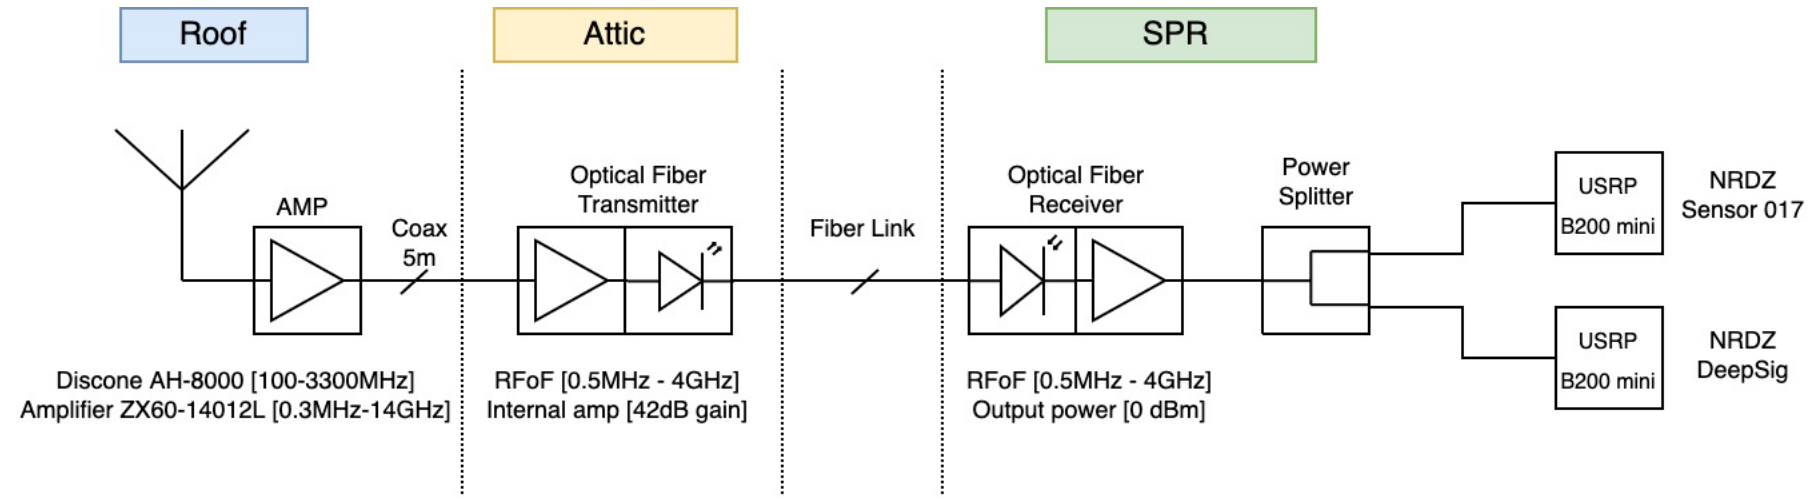 Roof
Attic
SPR
AMP
Coax
5m
Optical Fiber
Transmitter
Fiber Link
Optical Fiber
Receiver
Power
Splitter
USRP
B200 mini
NRDZ
Sensor 017
USRP
B200 mini
NRDZ
DeepSig
Discone AH-8000 [100-3300MHz]
Amplifier ZX60-14012L [0.3MHz-14GHz]
RFoF [0.5MHz - 4GHz]
Internal amp [42dB gain]
RFoF [0.5MHz - 4GHz]
Output power [0 dBm]